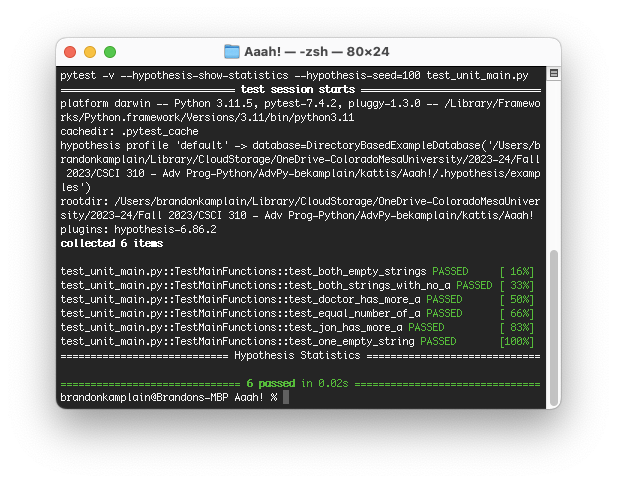 Aaah! — -zsh — 80×24
pytest -v --hypothesis-show-statistics --hypothesis-seed=100 test_unit_main.py
============================= test session starts ==============================
platform darwin -- Python 3.11.5, pytest-7.4.2, pluggy-1.3.0 -- /Library/Framewo
rks/Python.framework/Versions/3.11/bin/python3.11
cachedir: .pytest_cache
hypothesis profile 'default' -> database=DirectoryBasedExampleDatabase('/Users/b
randonkamplain/Library/CloudStorage/OneDrive-ColoradoMesaUniversity/2023-24/Fall
 2023/CSCI 310 - Adv Prog-Python/AdvPy-bekamplain/kattis/Aaah!/.hypothesis/examp
les')
rootdir: /Users/brandonkamplain/Library/CloudStorage/OneDrive-ColoradoMesaUniver
sity/2023-24/Fall 2023/CSCI 310 - Adv Prog-Python/AdvPy-bekamplain/kattis/Aaah!
plugins: hypothesis-6.86.2
collected 6 items
test_unit_main.py::TestMainFunctions::test_both_empty_strings PASSED     [ 16%]
test_unit_main.py::TestMainFunctions::test_both_strings_with_no_a PASSED [ 33%]
test_unit_main.py::TestMainFunctions::test_doctor_has_more_a PASSED      [ 50%]
test_unit_main.py::TestMainFunctions::test_equal_number_of_a PASSED      [ 66%]
test_unit_main.py::TestMainFunctions::test_jon_has_more_a PASSED         [ 83%]
test_unit_main.py::TestMainFunctions::test_one_empty_string PASSED       [100%]
============================ Hypothesis Statistics =============================
============================== 6 passed in 0.02s ===============================
brandonkamplain@Brandons-MBP Aaah! %